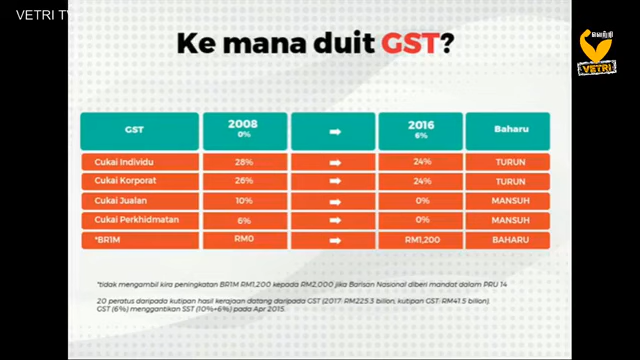 VETRI TV
VETRI
Ke mana duit GST?
GST 2008 0% 2016 6% Baharu
Cukai Individu 28% 24% TURUN
Cukai Korporat 26% 24% TURUN
Cukai Jualan 10% 0% MANSUH
Cukai Perkhidmatan 6% 0% MANSUH
*BR1M RM0 RM1,200 BAHARU
*tidak mengambil kira peningkatan BR1M RM1,200 kepada RM2,000 jika Barisan Nasional diberi mandat dalam PRU 14
20 peratus daripada kutipan hasil kerajaan datang daripada GST (2017: RM225.3 bilion, kutipan GST: RM41.5 bilion).
GST (6%) menggantikan SST (10%+6%) pada Apr 2015.